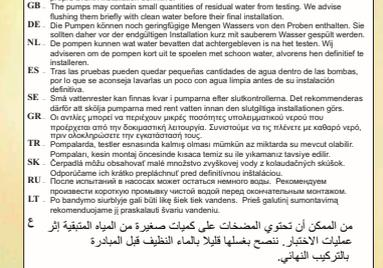 GB - The pumps may contain small quantities of residual water from testing. We advise
flushing them briefly with clean water before their final installation.
DE - Die Pumpen können noch geringfügige Mengen Wassers von den Proben enthalten. Sie
sollten daher vor der endgültigen Installation kurz mit sauberem Wasser gespült werden.
NL - De pompen kunnen wat water bevatten dat achtergebleven is na het testen. Wij
adviseren om de pompen kort uit te spoelen met schoon water, alvorens hen definitief te
installeren.
ES - Tras las pruebas pueden quedar pequeñas cantidades de agua dentro de las bombas,
por lo que se aconseja lavarlas un poco con agua limpia antes de su instalación
definitiva.
SE - Små vattenrester kan finnas kvar i pumparna efter slutkontrollerna. Det rekommenderas
därför att skölja pumparna med rent vatten innan den slutgiltiga installationen görs.
GR - Οι αντλίες μπορεί να περιέχουν μικρές ποσότητες υπολειμματικού νερού που
προέρχεται από την δοκιμαστική λειτουργία. Συνιστούμε να τις πλένετε με καθαρό νερό,
πριν ολοκληρώσετε την εγκατάστασή τους.
TR - Pompalarda, testler esnasında kalmış olması mümkün az miktarda su mevcut olabilir.
Pompaları, kesin montaj öncesinde kısaca temiz su ile yıkamanız tavsiye edilir.
SK - Čerpadlá môžu obsahovať malé množstvo zvyškovej vody z kolaudačných skúšok.
Odporúčame ich krátko prepláchnuť pred definitívnou inštaláciou.
RU - После испытаний в насосах может остаться немного воды. Рекомендуем
произвести короткую промывку чистой водой перед окончательным монтажом.
LT - Po bandymo siurblyje gali būti likę šiek tiek vandens. Prieš galutinį sumontavimą
rekomenduojame jį praskalauti švariu vandeniu.
ع - من الممكن أن تحتوي المضخات على كميات صغيرة من المياه المتبقية إثر
عمليات الاختبار. ننصح بغسلها قليلا بالماء النظيف قبل المبادرة
بالتركيب النهائي.